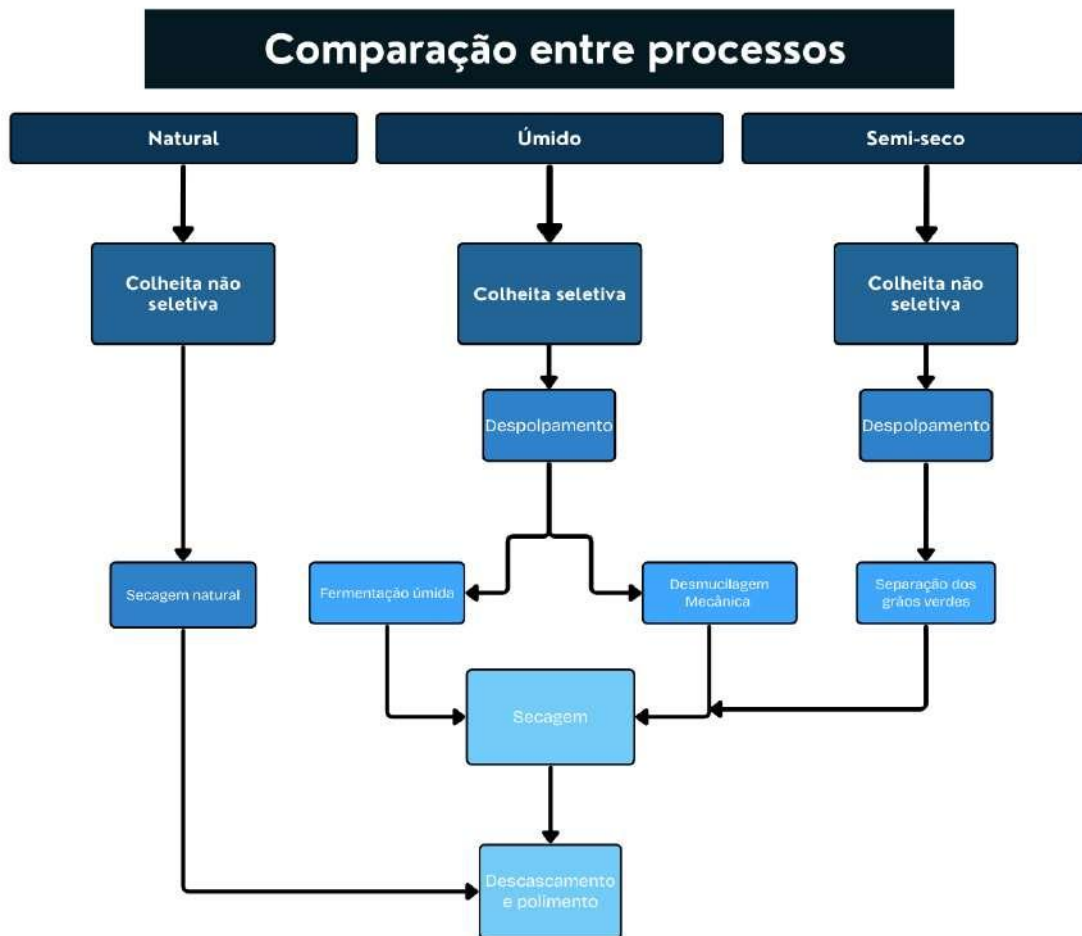 Comparação entre processos
Natural
Úmido
Semi-seco
Colheita não
seletiva
Colheita seletiva
Colheita não
seletiva
Despolpamento
Despolpamento
Secagem natural
Fermentação úmida
Desmucilagem
Mecânica
Separação dos
grãos verdes
Secagem
Descascamento
e polimento